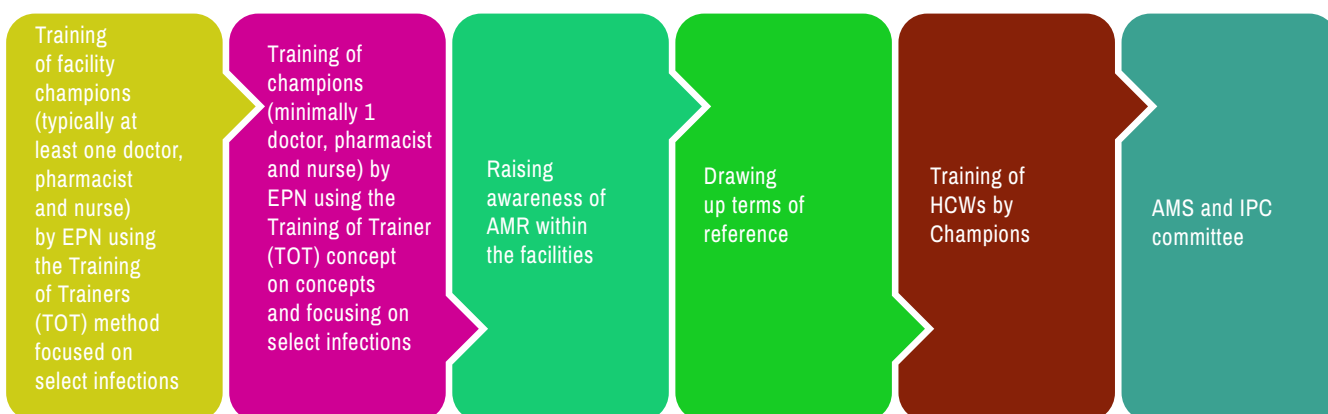 Training
of facility
champions
(typically at
least one doctor,
pharmacist
and nurse)
by EPN using
the Training
of Trainers
(TOT) method
focused on
select infections
Training of
champions
(minimally 1
doctor, pharmacist
and nurse) by
EPN using the
Training of Trainer
(TOT) concept
on concepts
and focusing on
select infections
Raising
awareness of
AMR within
the facilities
Drawing
up terms of
reference
Training of
HCWs by
Champions
AMS and IPC
committee